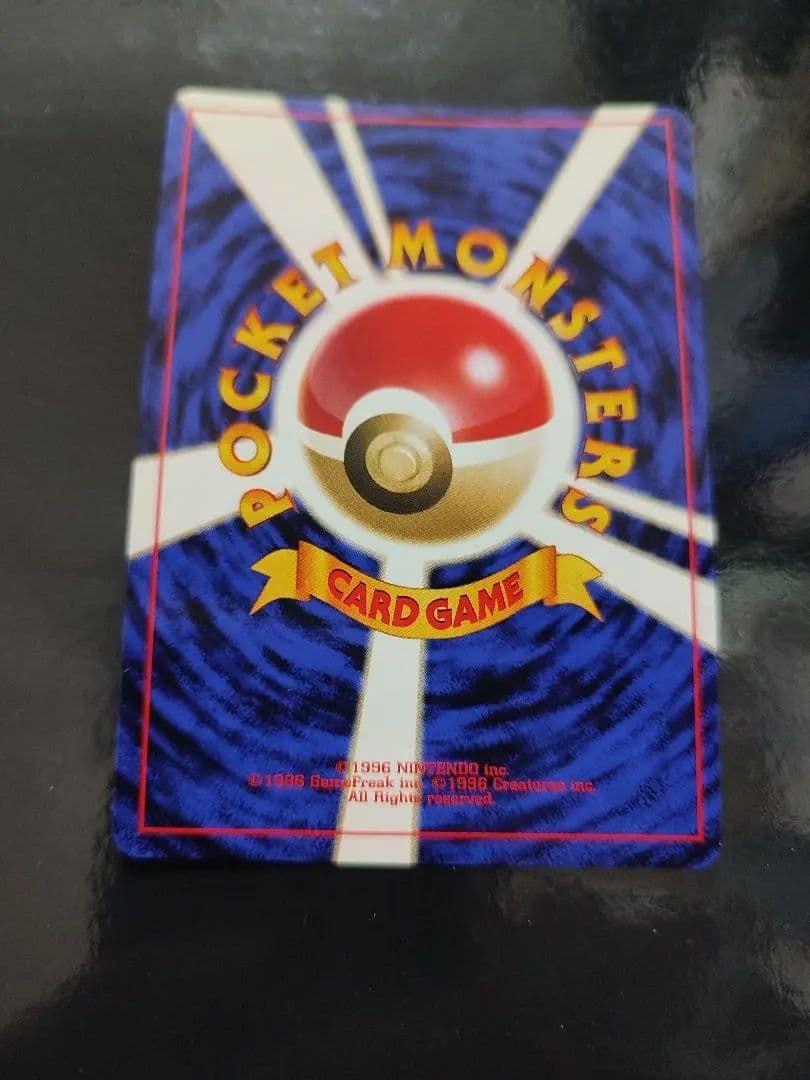 POCKET MONSTERS
CARD GAME
©1996 NINTENDO inc.
©1996 GameFreak inc. ©1996 Creatures inc.
All Rights reserved.